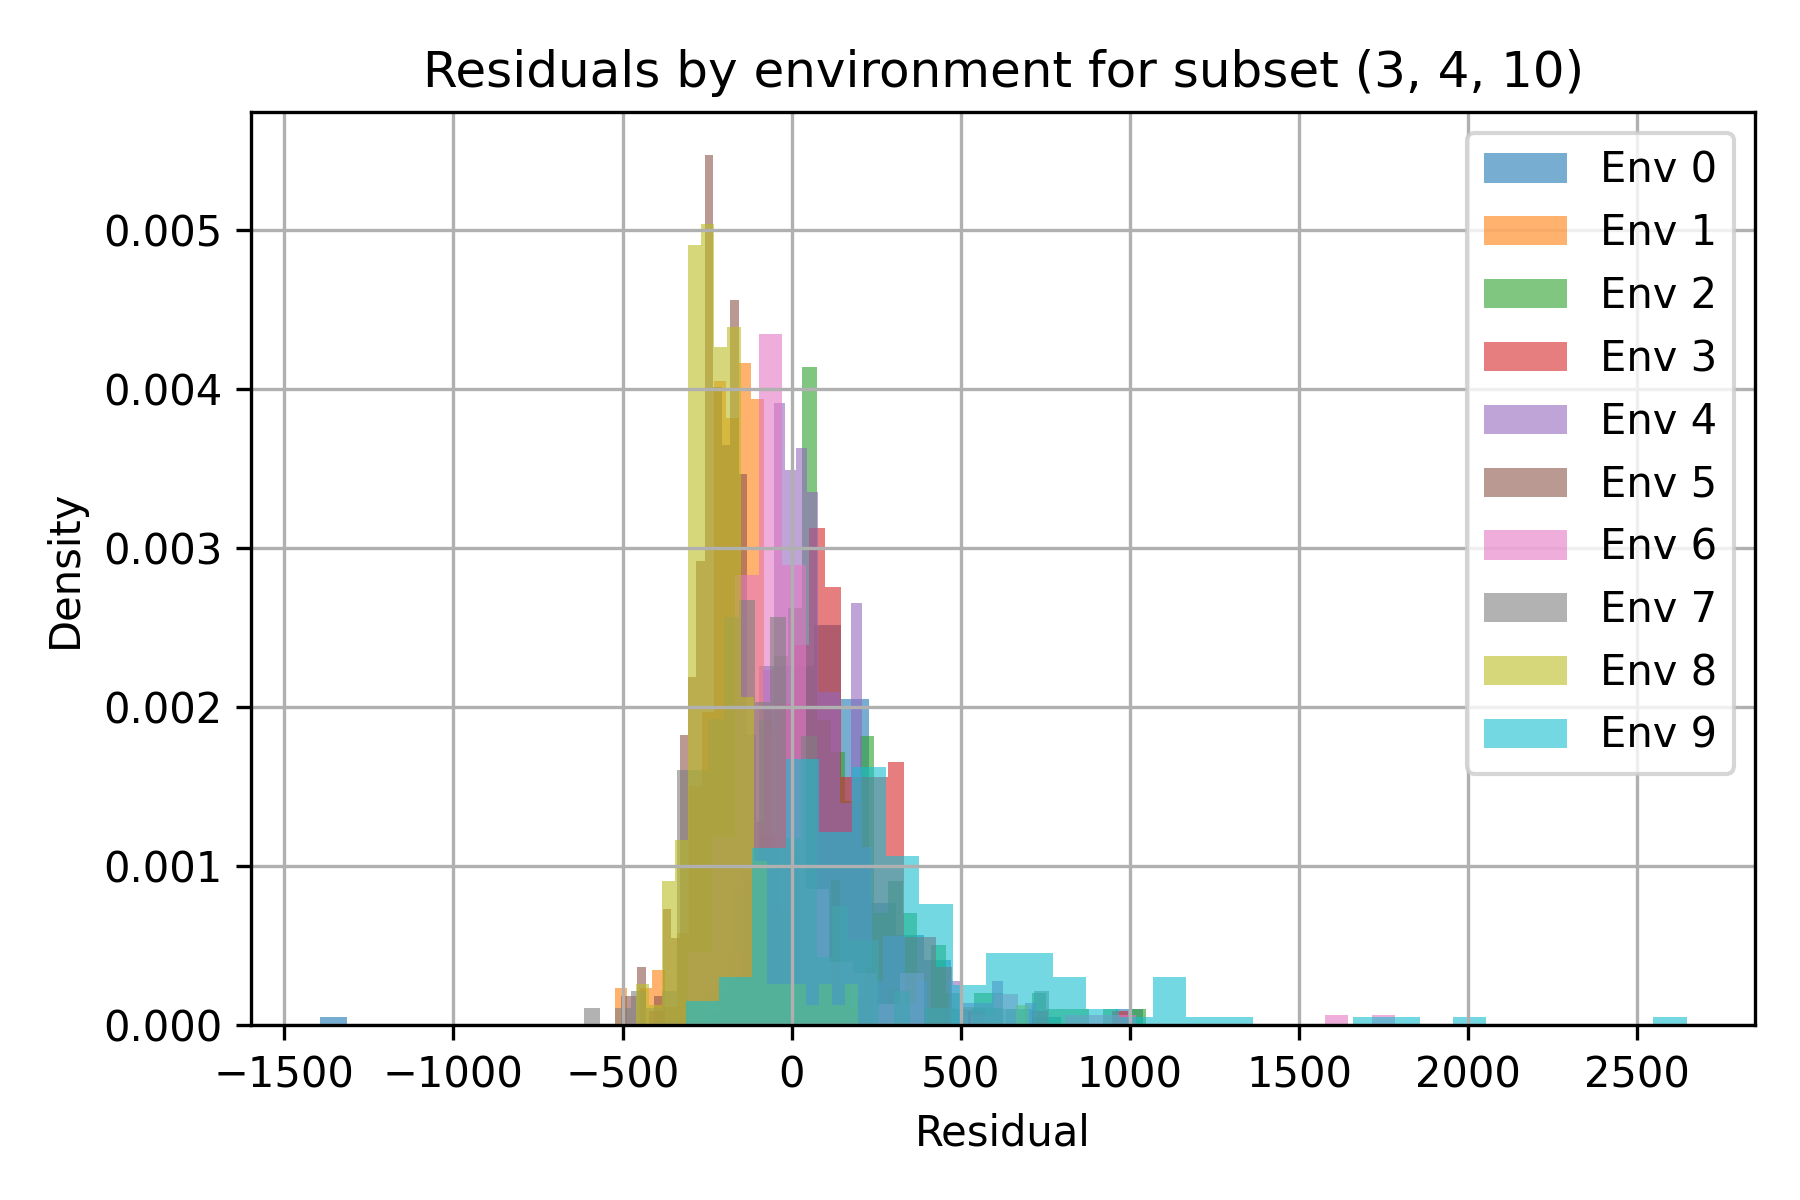 Residuals by environment for subset (3, 4, 10)
Density
0.005
0.004
0.003
0.002
0.001
0.000
−1500 −1000 −500 0 500 1000 1500 2000 2500
Residual
Env 0
Env 1
Env 2
Env 3
Env 4
Env 5
Env 6
Env 7
Env 8
Env 9